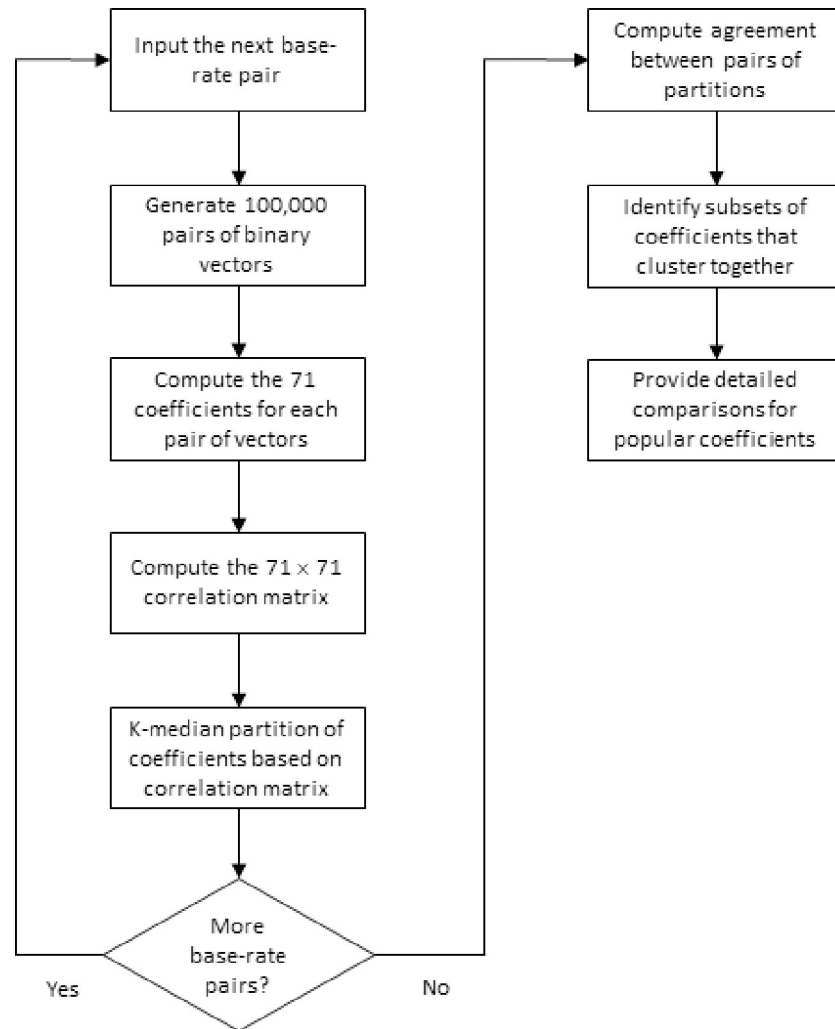 Input the next base-
rate pair
Generate 100,000
pairs of binary
vectors
Compute the 71
coefficients for each
pair of vectors
Compute the 71 × 71
correlation matrix
K-median partition of
coefficients based on
correlation matrix
More
base-rate
pairs?
Yes
No
Compute agreement
between pairs of
partitions
Identify subsets of
coefficients that
cluster together
Provide detailed
comparisons for
popular coefficients